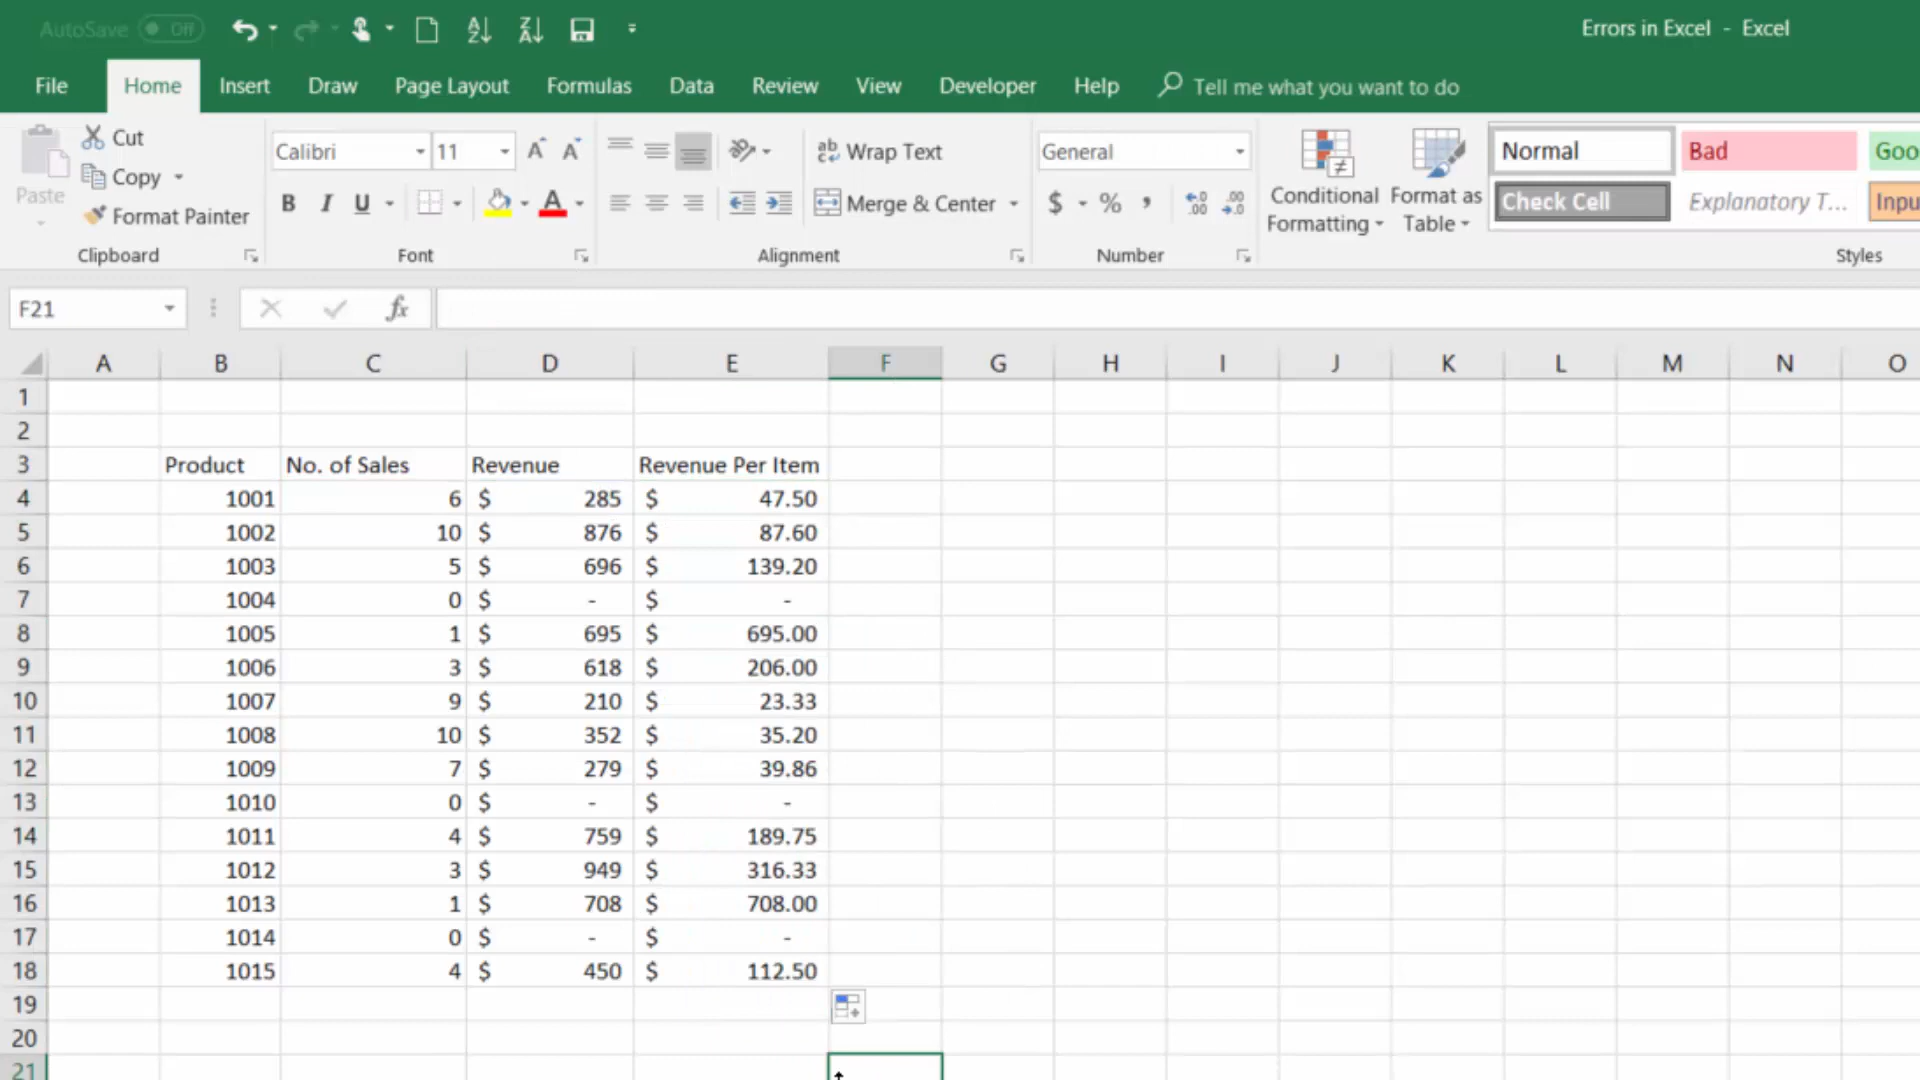 AutoSave Off
Errors in Excel - Excel
File Home Insert Draw Page Layout Formulas Data Review View Developer Help Tell me what you want to do
Paste
Cut
Copy
Format Painter
Clipboard
Calibri 11
B I U
Font
Wrap Text
Merge & Center
Alignment
General
$ % ,
Number
Conditional Formatting
Format as Table
Normal Bad Goo
Check Cell Explanatory T... Inpu
Styles
F21 fx
A B C D E F G H I J K L M N O
1
2
3 Product No. of Sales Revenue Revenue Per Item
4 1001 6 $ 285 $ 47.50
5 1002 10 $ 876 $ 87.60
6 1003 5 $ 696 $ 139.20
7 1004 0 $ - $ -
8 1005 1 $ 695 $ 695.00
9 1006 3 $ 618 $ 206.00
10 1007 9 $ 210 $ 23.33
11 1008 10 $ 352 $ 35.20
12 1009 7 $ 279 $ 39.86
13 1010 0 $ - $ -
14 1011 4 $ 759 $ 189.75
15 1012 3 $ 949 $ 316.33
16 1013 1 $ 708 $ 708.00
17 1014 0 $ - $ -
18 1015 4 $ 450 $ 112.50
19
20
21